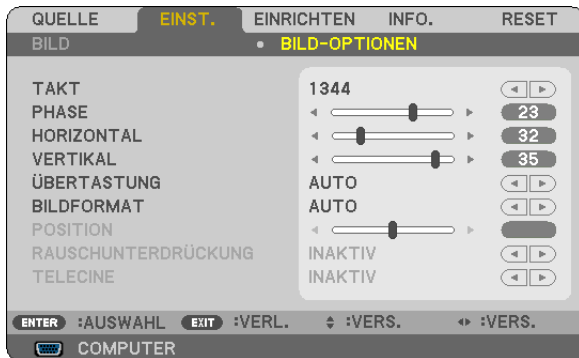 QUELLE EINST. EINRICHTEN INFO. RESET
BILD • BILD-OPTIONEN
TAKT 1344
PHASE 23
HORIZONTAL 32
VERTIKAL 35
ÜBERTASTUNG AUTO
BILDFORMAT AUTO
POSITION
RAUSCHUNTERDRÜCKUNG INAKTIV
TELECINE INAKTIV
ENTER :AUSWAHL EXIT :VERL. :VERS. :VERS.
COMPUTER